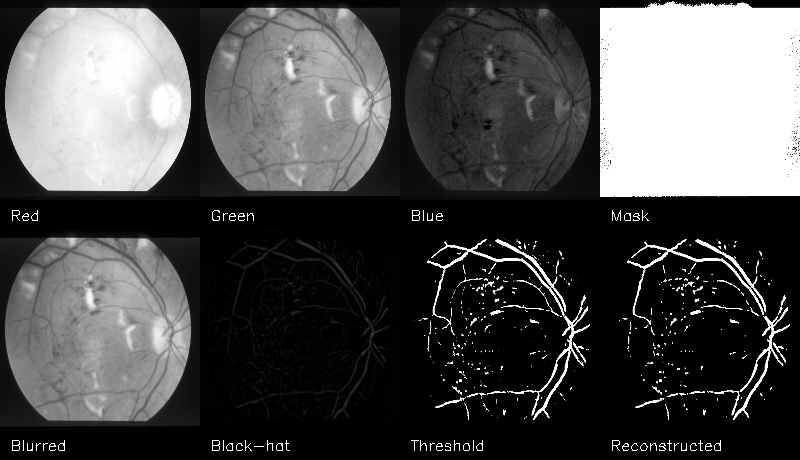 Red
Green
Blue
Mask
Blurred
Black-hat
Threshold
Reconstructed